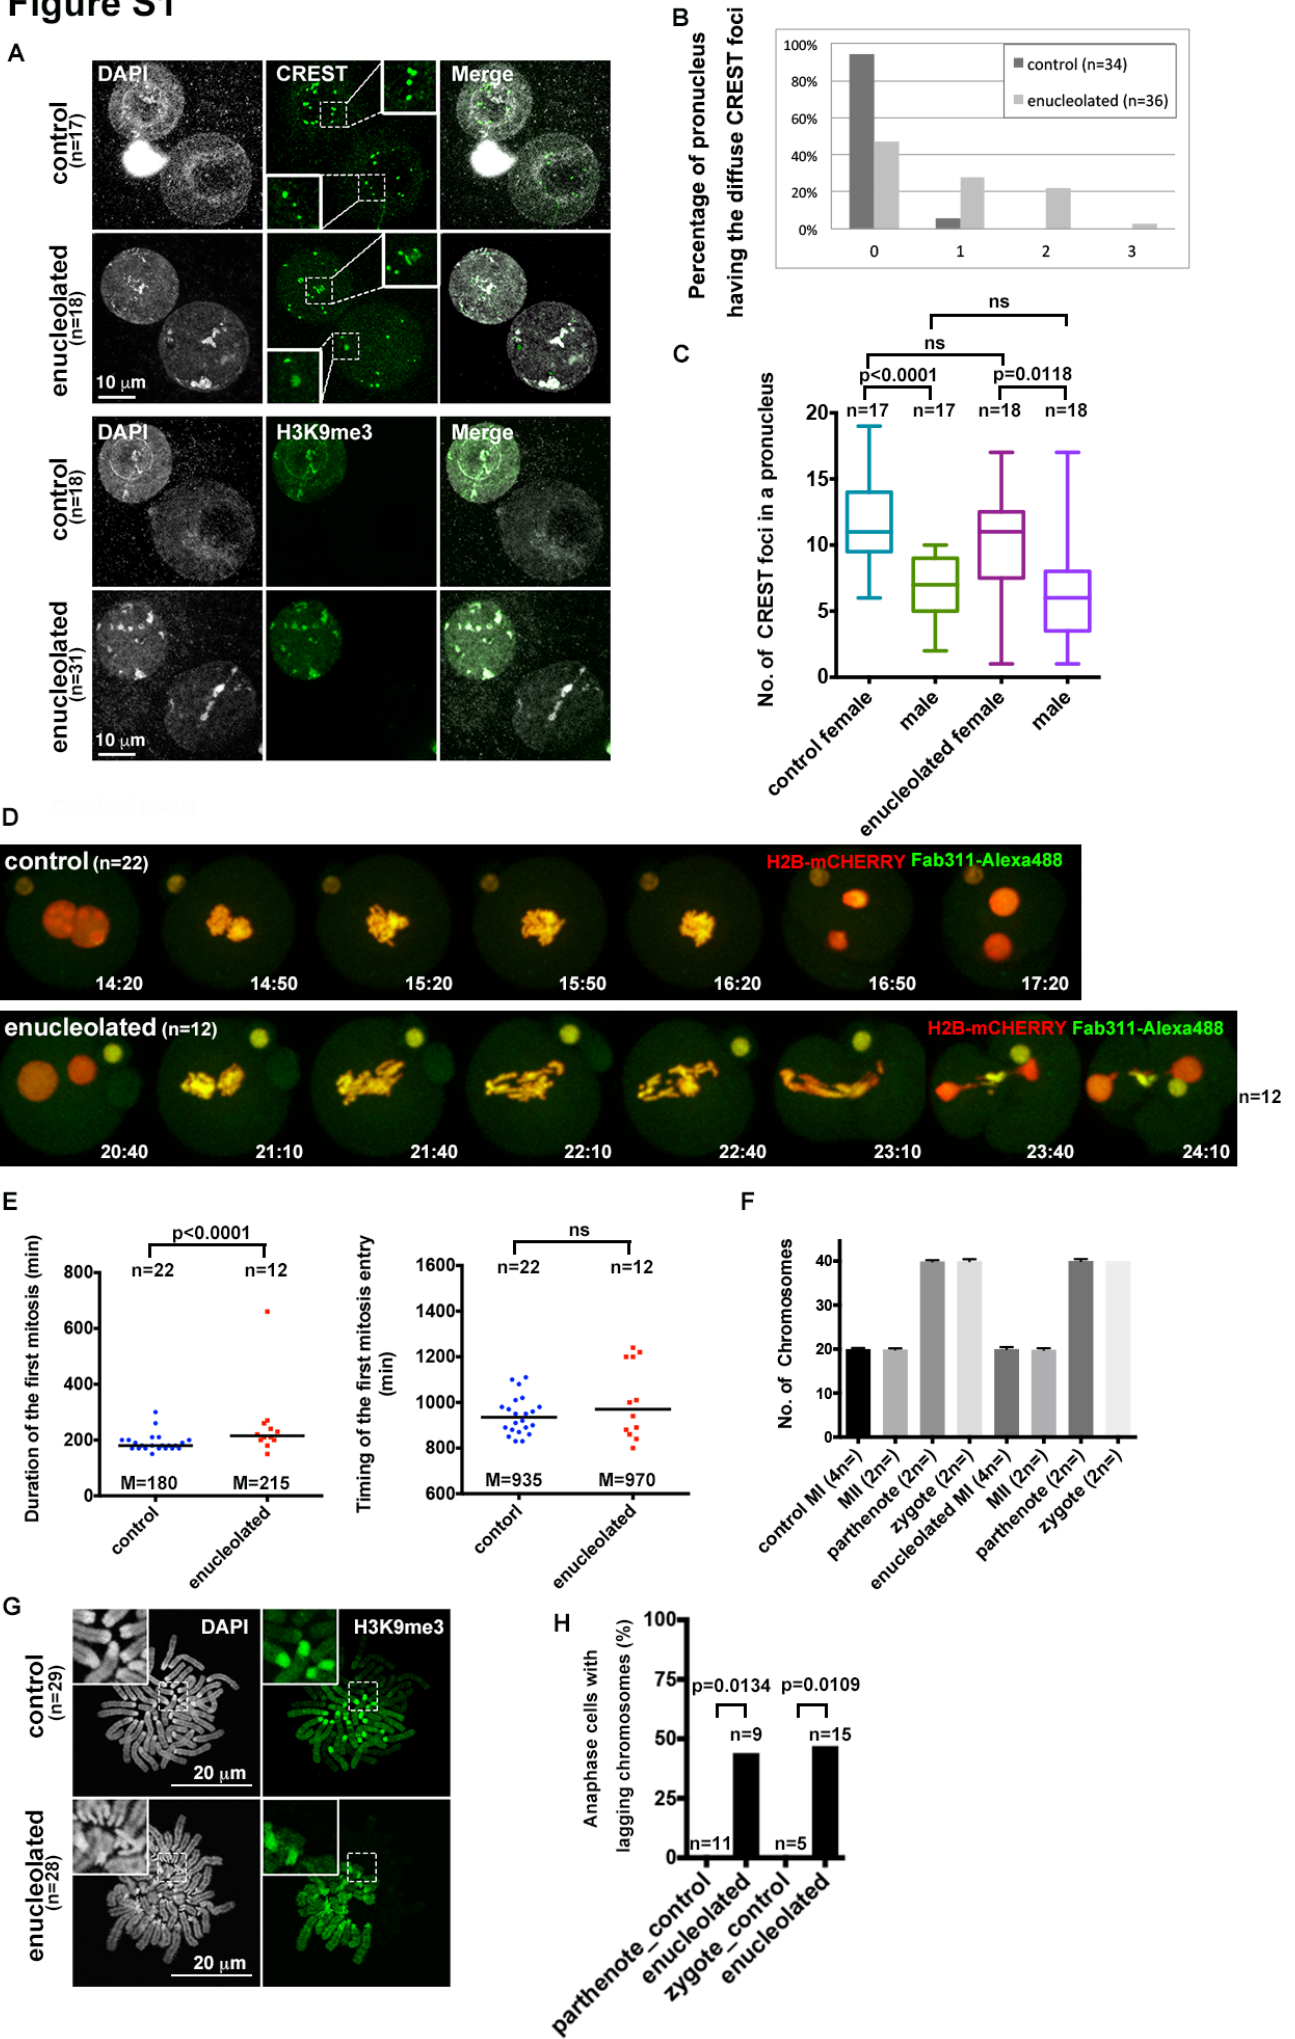 Figure S1
A
DAPI
CREST
Merge
control
(n=17)
enucleolated
(n=18)
10 μm
DAPI
H3K9me3
Merge
control
(n=18)
enucleolated
(n=31)
10 μm
B
Percentage of pronucleus
having the diffuse CREST foci
100%
80%
60%
40%
20%
0%
control (n=34)
enucleolated (n=36)
0 1 2 3
C
ns
ns
p<0.0001 p=0.0118
n=17 n=17 n=18 n=18
No. of CREST foci in a pronucleus
20
15
10
5
0
control female
male
enucleolated female
male
D
control (n=22)
H2B-mCHERRY Fab311-Alexa488
14:20 14:50 15:20 15:50 16:20 16:50 17:20
enucleolated (n=12)
H2B-mCHERRY Fab311-Alexa488
n=12
20:40 21:10 21:40 22:10 22:40 23:10 23:40 24:10
E
Duration of the first mitosis (min)
p<0.0001
n=22 n=12
800
600
400
200
0
M=180 M=215
control
enucleolated
Timing of the first mitosis entry
(min)
ns
n=22 n=12
1600
1400
1200
1000
800
600
M=935 M=970
contorl
enucleolated
F
No. of Chromosomes
40
30
20
10
0
control MI (4n=)
MII (2n=)
parthenote (2n=)
zygote (2n=)
enucleolated MI (4n=)
MII (2n=)
parthenote (2n=)
zygote (2n=)
G
DAPI
H3K9me3
control
(n=29)
20 μm
enucleolated
(n=28)
20 μm
H
Anaphase cells with
lagging chromosomes (%)
100
75
50
25
0
p=0.0134 p=0.0109
n=9 n=15
n=11 n=5
parthenote_control
enucleolated
zygote_control
enucleolated